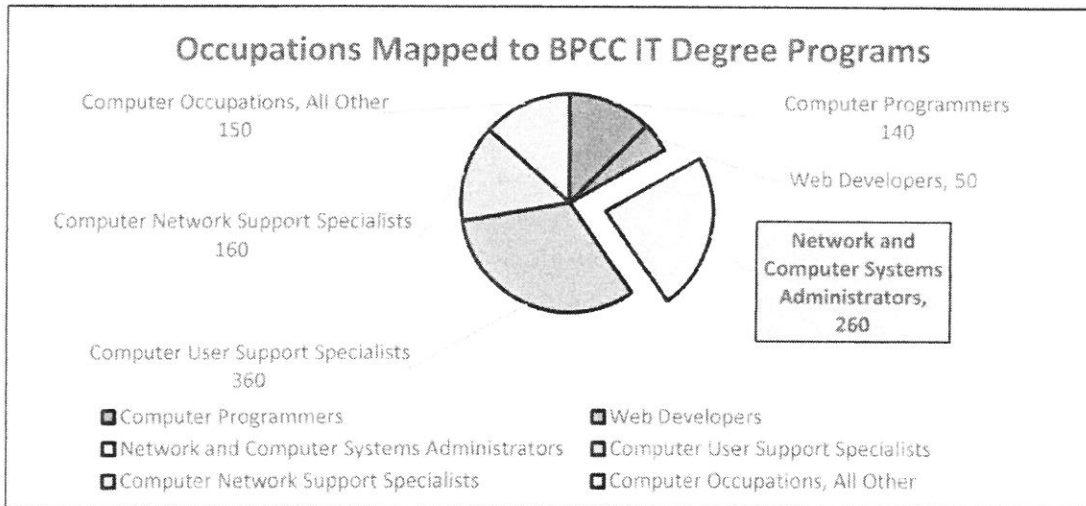 Occupations Mapped to BPCC IT Degree Programs
Computer Occupations, All Other
150
Computer Programmers
140
Web Developers, 50
Computer Network Support Specialists
160
Network and
Computer Systems
Administrators,
260
Computer User Support Specialists
360
Computer Programmers
Web Developers
Network and Computer Systems Administrators
Computer User Support Specialists
Computer Network Support Specialists
Computer Occupations, All Other